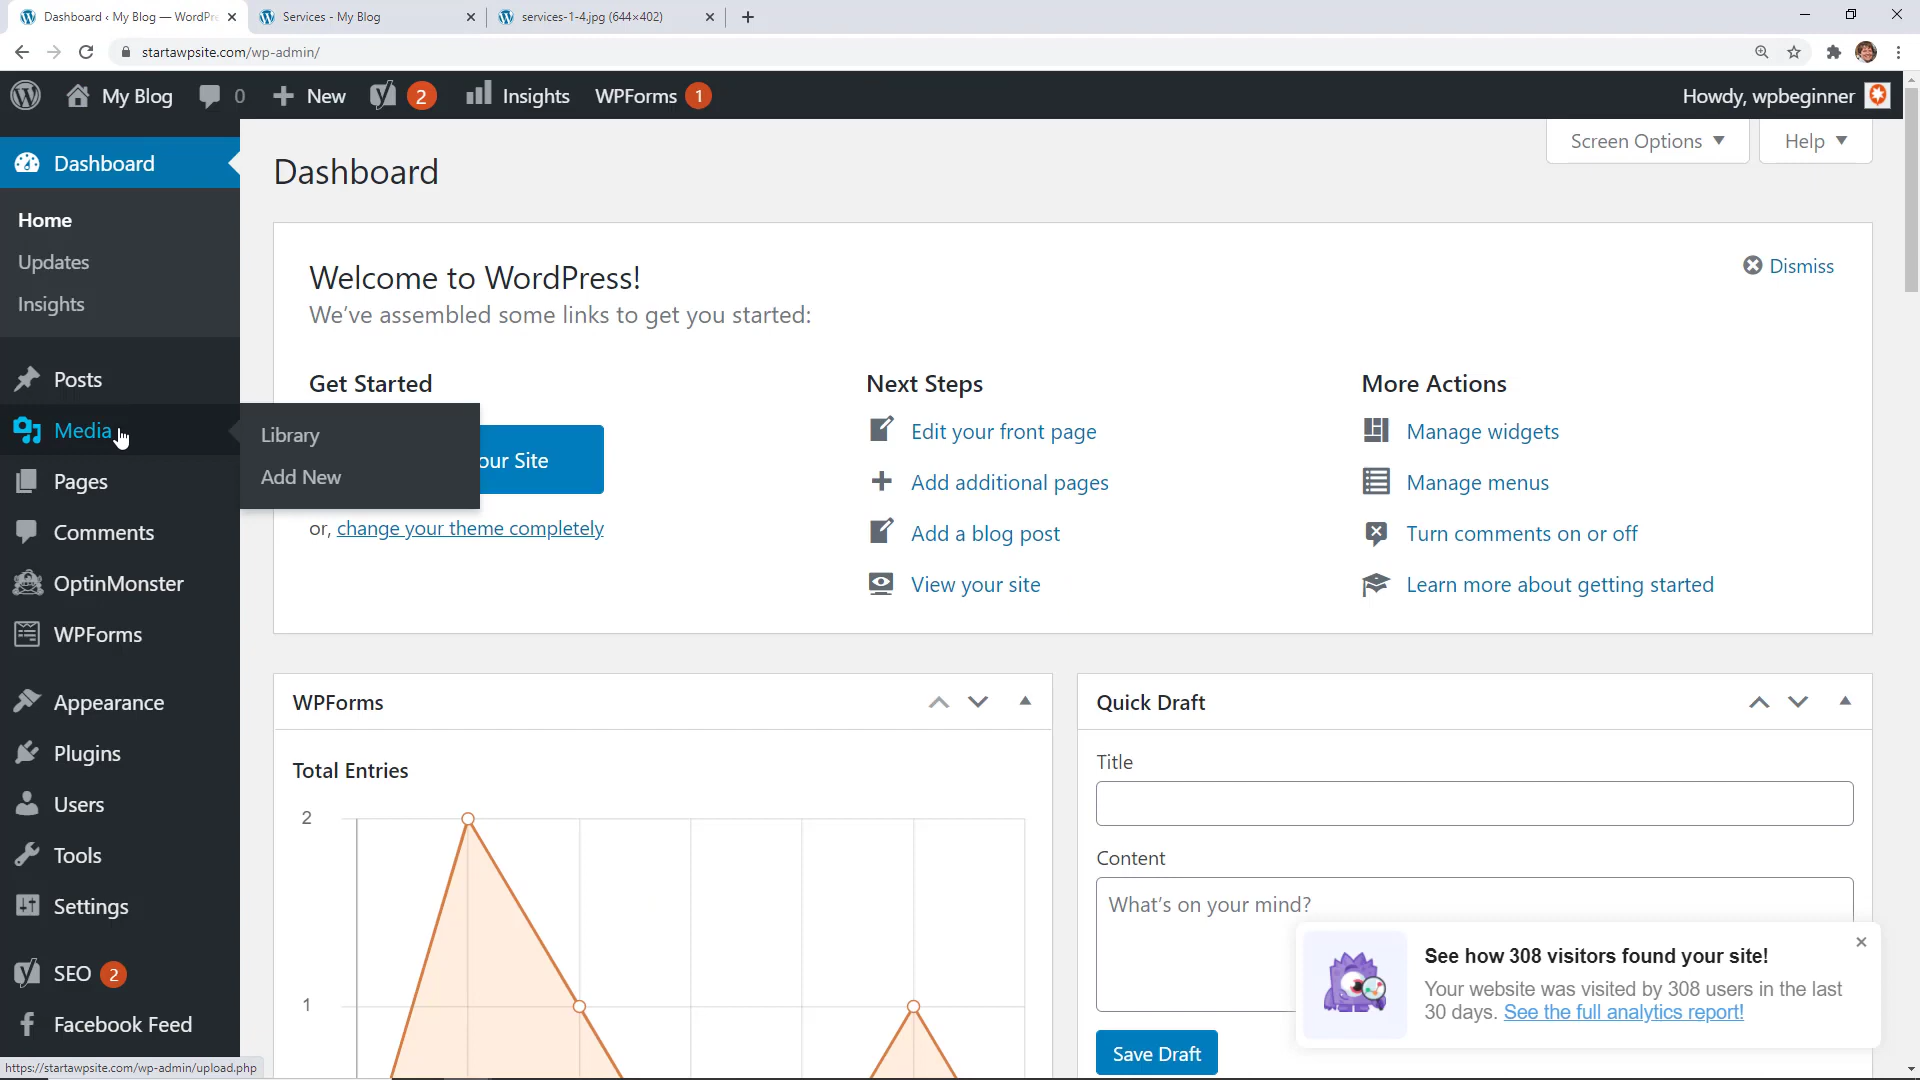 Dashboard ‹ My Blog — WordPre
Services - My Blog
services-1-4.jpg (644×402)
startawpsite.com/wp-admin/
My Blog
0
New
2
Insights
WPForms
1
Howdy, wpbeginner
Dashboard
Home
Updates
Insights
Posts
Media
Library
Add New
Pages
Comments
OptinMonster
WPForms
Appearance
Plugins
Users
Tools
Settings
SEO 2
Facebook Feed
https://startawpsite.com/wp-admin/upload.php
Dashboard
Screen Options
Help
Welcome to WordPress!
Dismiss
We’ve assembled some links to get you started:
Get Started
our Site
or, change your theme completely
Next Steps
Edit your front page
Add additional pages
Add a blog post
View your site
More Actions
Manage widgets
Manage menus
Turn comments on or off
Learn more about getting started
WPForms
Total Entries
2
1
Quick Draft
Title
Content
What’s on your mind?
Save Draft
See how 308 visitors found your site!
Your website was visited by 308 users in the last
30 days. See the full analytics report!